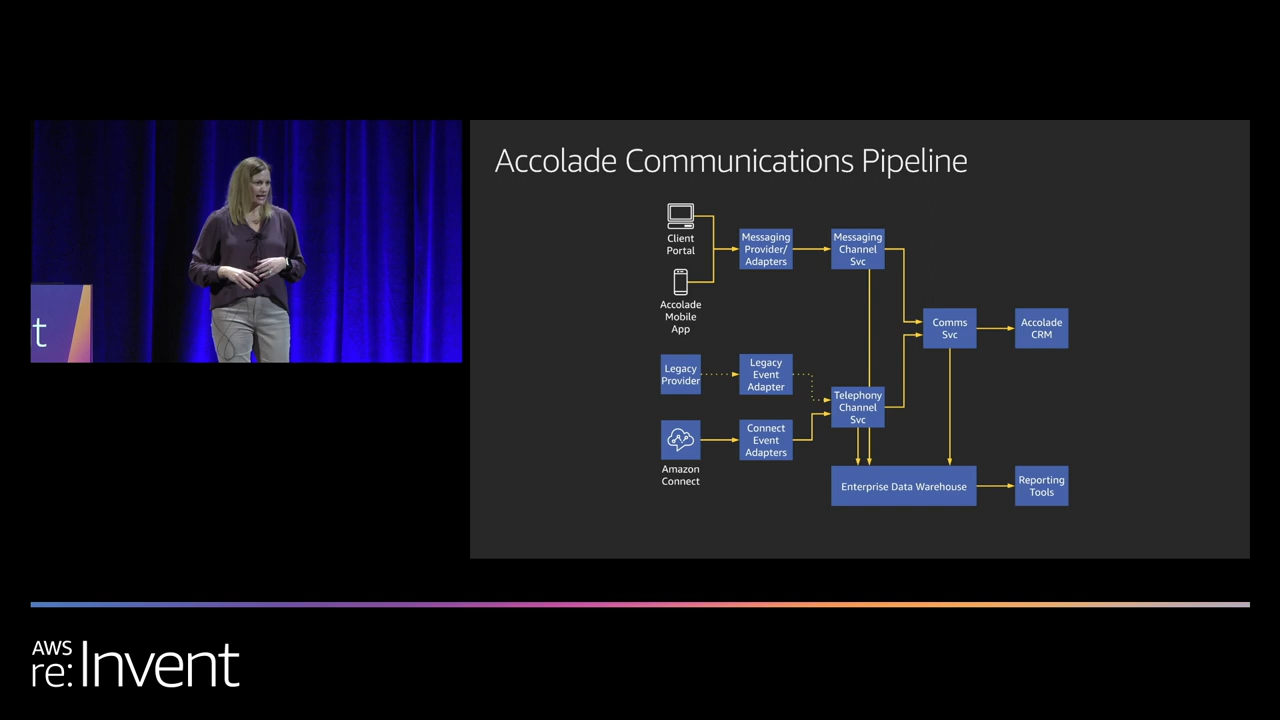 Accolade Communications Pipeline
Client
Portal
Accolade
Mobile
App
Messaging
Provider/
Adapters
Messaging
Channel
Svc
Comms
Svc
Accolade
CRM
Legacy
Provider
Legacy
Event
Adapter
Telephony
Channel
Svc
Amazon
Connect
Connect
Event
Adapters
Enterprise Data Warehouse
Reporting
Tools
t
AWS
re:Invent